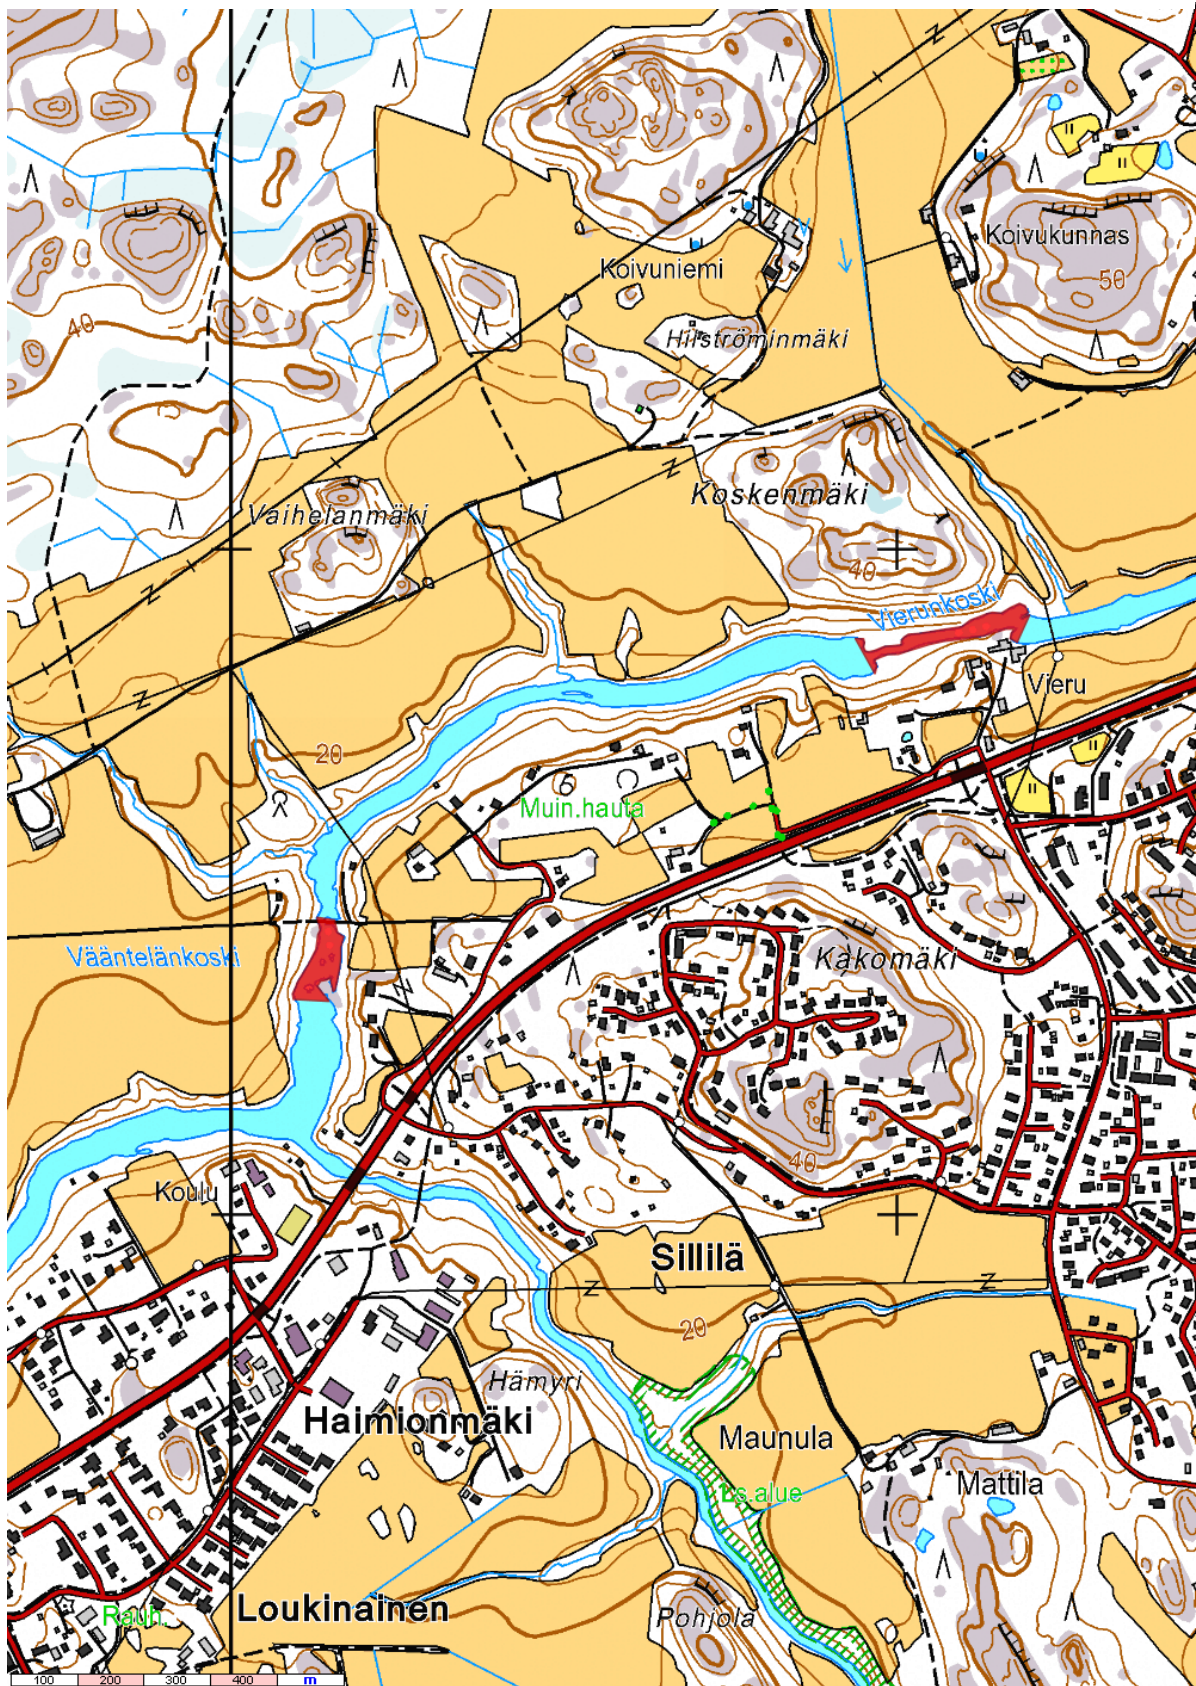 Koivukunnas
Koivuniemi
50
40
Hilströminmäki
Koskenmäki
Vaihelanmäki
40
Vierunkoski
Vieru
20
Muin.hauta
Vääntelänkoski
Kakomäki
40
Koulu
Sillilä
20
Hämyri
Haimionmäki
Maunula
Mattila
Ls.alue
Loukinainen
Pohjola
Rauh.
100 200 300 400 m